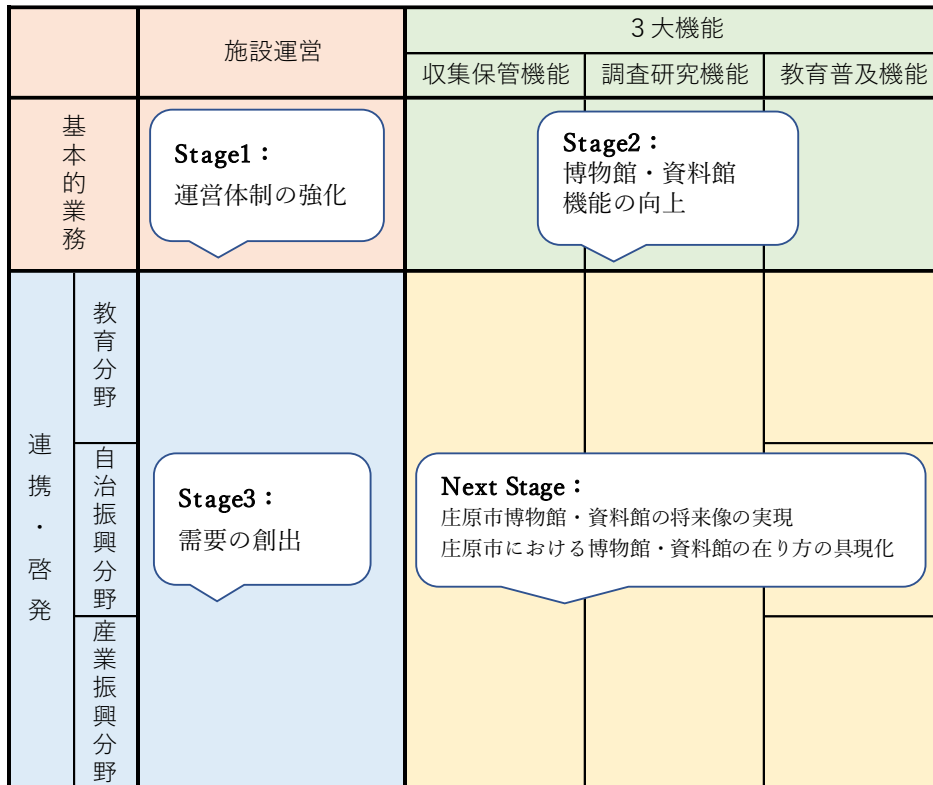 施設運営
３大機能
収集保管機能
調査研究機能
教育普及機能
基本的業務
Stage1：
運営体制の強化
Stage2：
博物館・資料館
機能の向上
連携・啓発
教育分野
自治振興分野
産業振興分野
Stage3：
需要の創出
Next Stage：
庄原市博物館・資料館の将来像の実現
庄原市における博物館・資料館の在り方の具現化